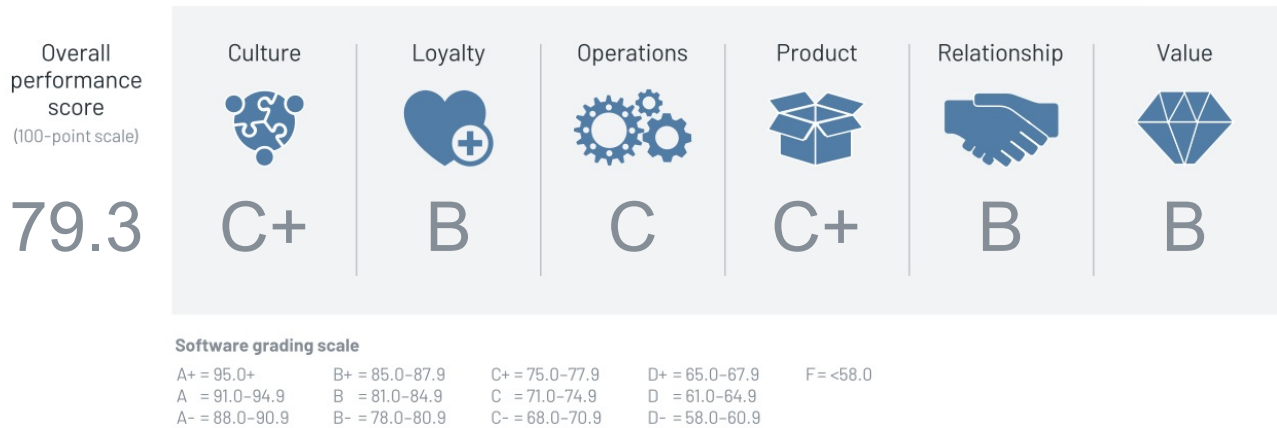 Overall
performance
score
(100-point scale)
79.3
Culture
C+
Loyalty
B
Operations
C
Product
C+
Relationship
B
Value
B
Software grading scale
A+ = 95.0+
A = 91.0–94.9
A- = 88.0–90.9
B+ = 85.0–87.9
B = 81.0–84.9
B- = 78.0–80.9
C+ = 75.0–77.9
C = 71.0–74.9
C- = 68.0–70.9
D+ = 65.0–67.9
D = 61.0–64.9
D- = 58.0–60.9
F = <58.0